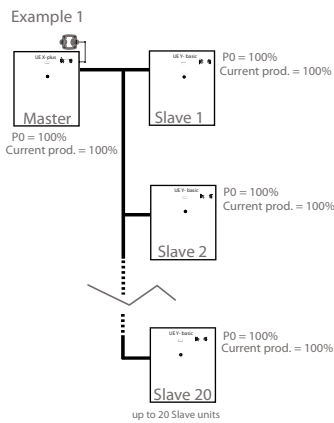 Example 1
UEX-plus
Master
P0 = 100%
Current prod. = 100%
UEY- basic
Slave 1
P0 = 100%
Current prod. = 100%
UEY- basic
Slave 2
P0 = 100%
Current prod. = 100%
UEY- basic
Slave 20
P0 = 100%
Current prod. = 100%
up to 20 Slave units